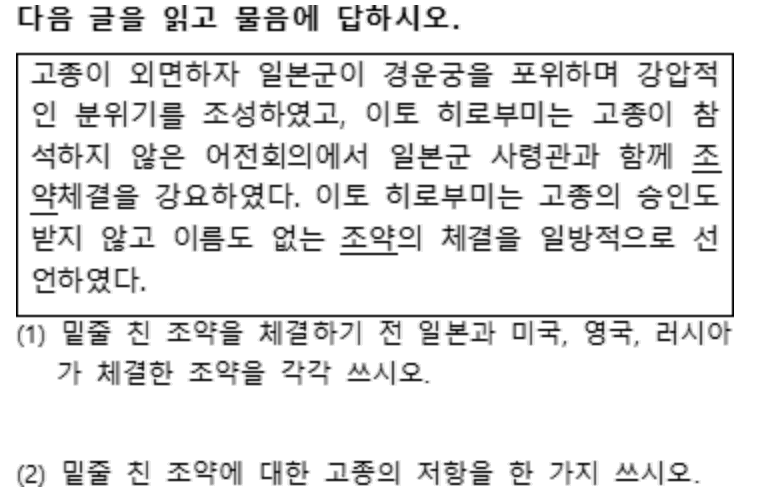 다음 글을 읽고 물음에 답하시오.
고종이 외면하자 일본군이 경운궁을 포위하며 강압적
인 분위기를 조성하였고, 이토 히로부미는 고종이 참
석하지 않은 어전회의에서 일본군 사령관과 함께 조
약체결을 강요하였다. 이토 히로부미는 고종의 승인도
받지 않고 이름도 없는 조약의 체결을 일방적으로 선
언하였다.
(1) 밑줄 친 조약을 체결하기 전 일본과 미국, 영국, 러시아
가 체결한 조약을 각각 쓰시오.
(2) 밑줄 친 조약에 대한 고종의 저항을 한 가지 쓰시오.